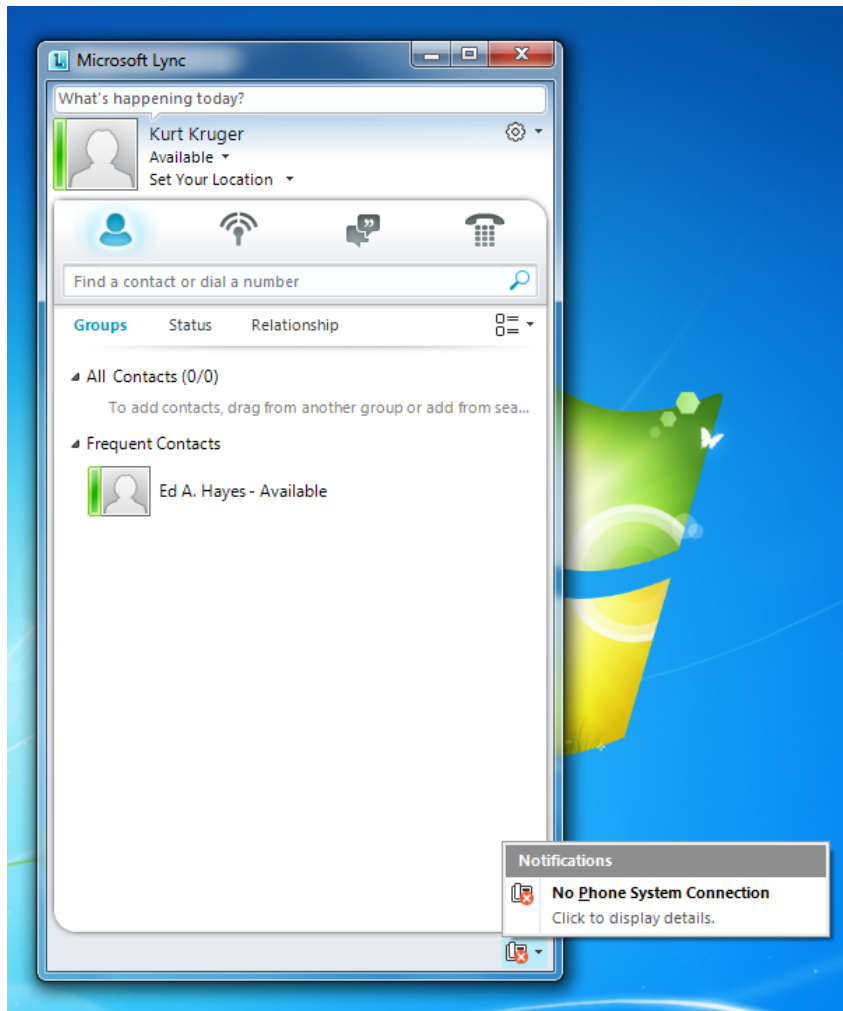 Microsoft Lync
What's happening today?
Kurt Kruger
Available
Set Your Location
Find a contact or dial a number
Groups Status Relationship
All Contacts (0/0)
To add contacts, drag from another group or add from sea...
Frequent Contacts
Ed A. Hayes - Available
Notifications
No Phone System Connection
Click to display details.